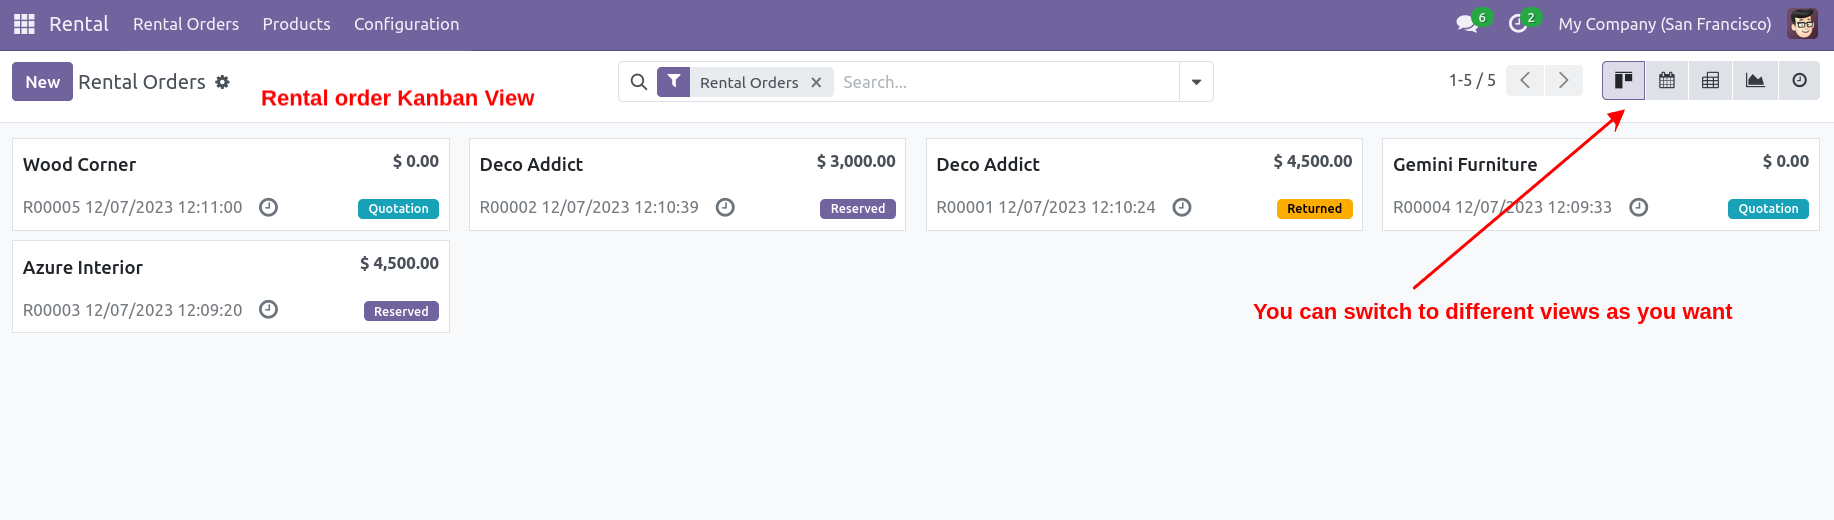 Rental Rental Orders Products Configuration 6 2 My Company (San Francisco)
New Rental Orders Rental Orders Search... 1-5 / 5
Rental order Kanban View
Wood Corner $ 0.00
R00005 12/07/2023 12:11:00 Quotation
Deco Addict $ 3,000.00
R00002 12/07/2023 12:10:39 Reserved
Deco Addict $ 4,500.00
R00001 12/07/2023 12:10:24 Returned
Gemini Furniture $ 0.00
R00004 12/07/2023 12:09:33 Quotation
Azure Interior $ 4,500.00
R00003 12/07/2023 12:09:20 Reserved
You can switch to different views as you want